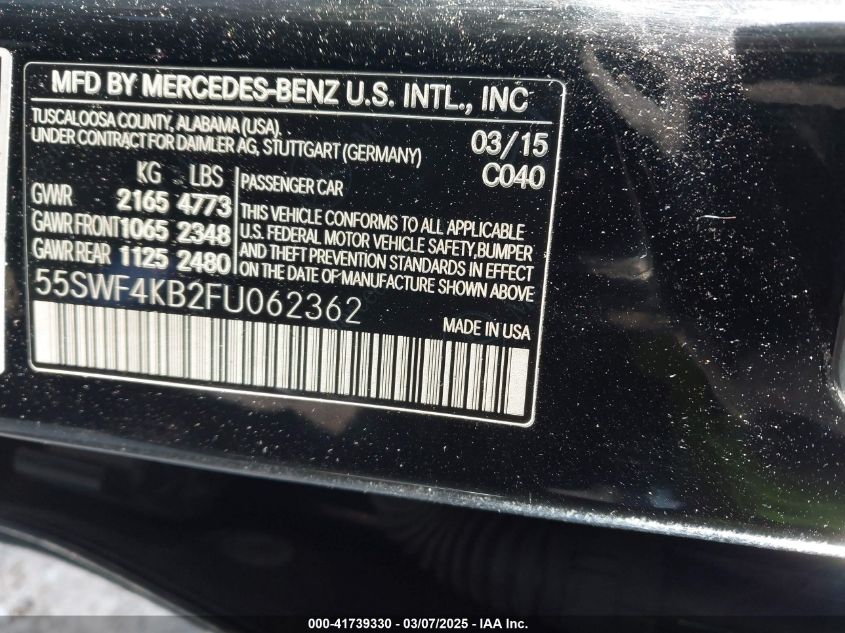 MFD BY MERCEDES-BENZ U.S. INTL., INC
TUSCALOOSA COUNTY, ALABAMA (USA).
UNDER CONTRACT FOR DAIMLER AG, STUTTGART (GERMANY)
03/15
C040
KG LBS
GWR 2165 4773
GAWR FRONT 1065 2348
GAWR REAR 1125 2480
PASSENGER CAR
THIS VEHICLE CONFORMS TO ALL APPLICABLE
U.S. FEDERAL MOTOR VEHICLE SAFETY, BUMPER
AND THEFT PREVENTION STANDARDS IN EFFECT
ON THE DATE OF MANUFACTURE SHOWN ABOVE
55SWF4KB2FU062362
MADE IN USA
000-41739330 - 03/07/2025 - IAA Inc.